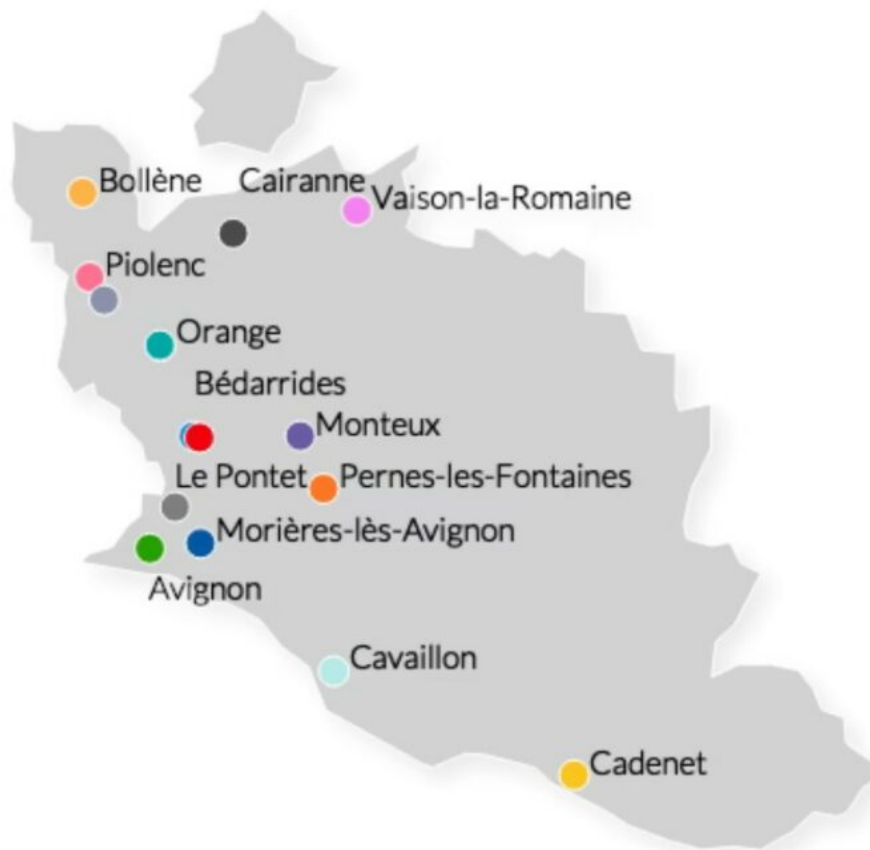 Bollène
Cairanne
Vaison-la-Romaine
Piolenc
Orange
Bédarrides
Monteux
Le Pontet
Pernes-les-Fontaines
Morières-lès-Avignon
Avignon
Cavaillon
Cadenet